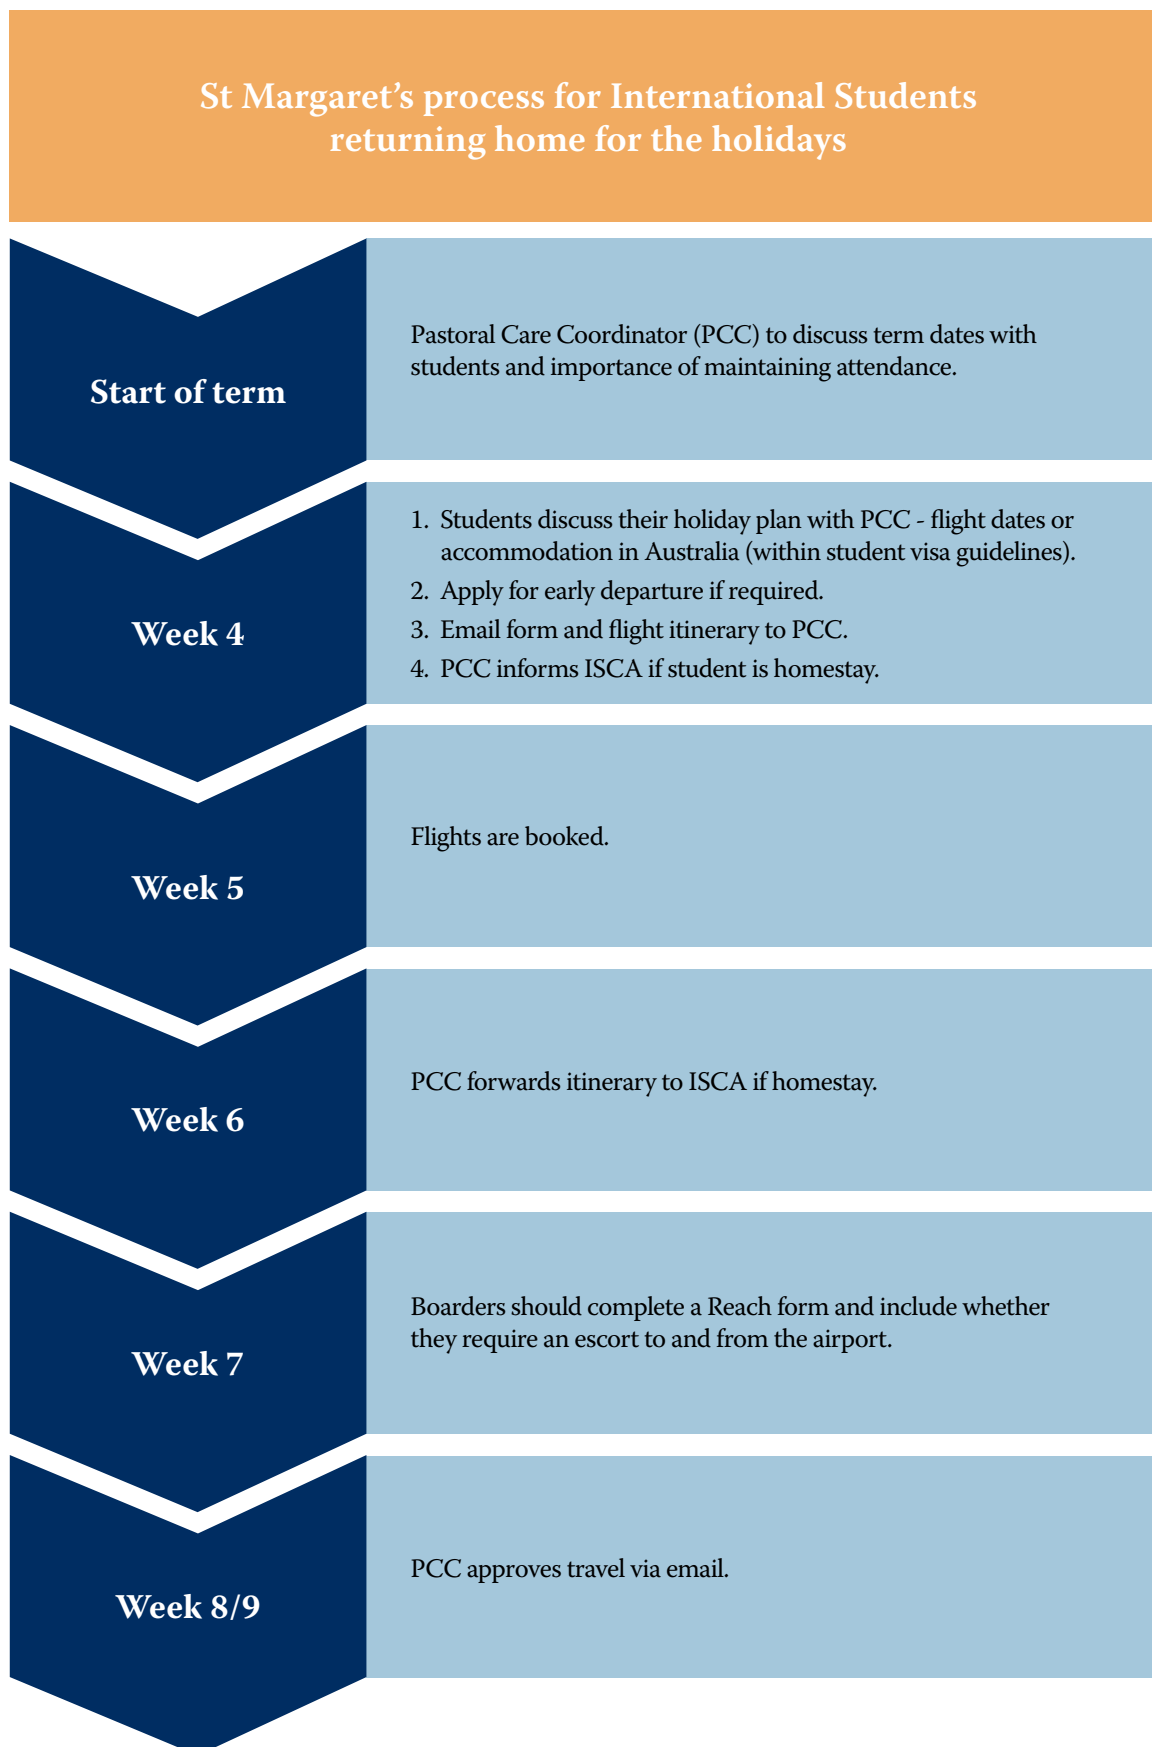 St Margaret’s process for International Students
returning home for the holidays
Start of term
Pastoral Care Coordinator (PCC) to discuss term dates with
students and importance of maintaining attendance.
Week 4
1. Students discuss their holiday plan with PCC - flight dates or
accommodation in Australia (within student visa guidelines).
2. Apply for early departure if required.
3. Email form and flight itinerary to PCC.
4. PCC informs ISCA if student is homestay.
Week 5
Flights are booked.
Week 6
PCC forwards itinerary to ISCA if homestay.
Week 7
Boarders should complete a Reach form and include whether
they require an escort to and from the airport.
Week 8/9
PCC approves travel via email.